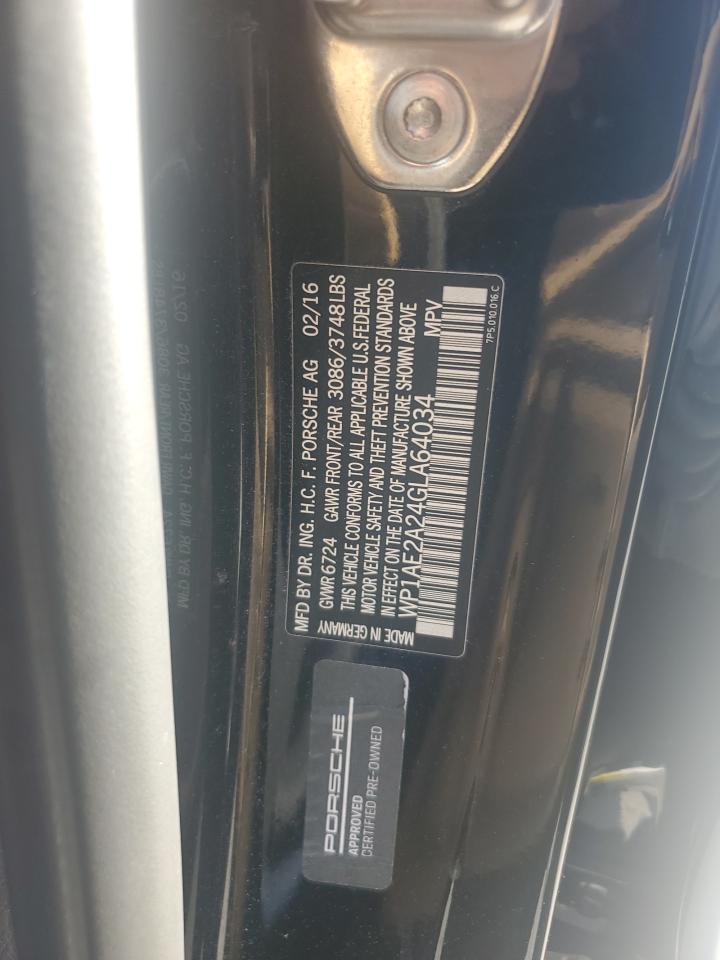 MFD BY DR. ING. H.C. F. PORSCHE AG 02/16
GVWR 6724 GAWR FRONT/REAR 3086/3748LBS
THIS VEHICLE CONFORMS TO ALL APPLICABLE U.S.FEDERAL
MOTOR VEHICLE SAFETY AND THEFT PREVENTION STANDARDS
IN EFFECT ON THE DATE OF MANUFACTURE SHOWN ABOVE
MADE IN GERMANY
WP1AE2A24GLA64034 MPV
7P5.010.016.C
PORSCHE
APPROVED
CERTIFIED PRE-OWNED